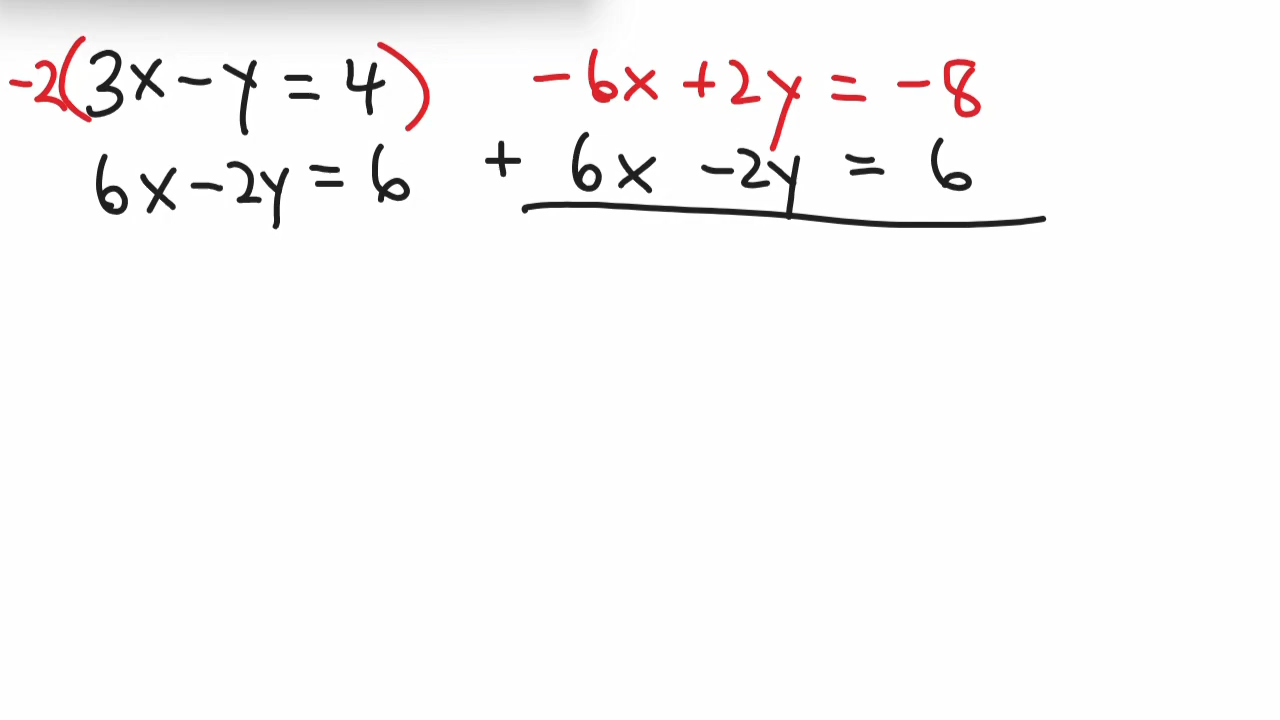 -2(3x - y = 4)
6x - 2y = 6
-6x + 2y = -8
+ 6x - 2y = 6